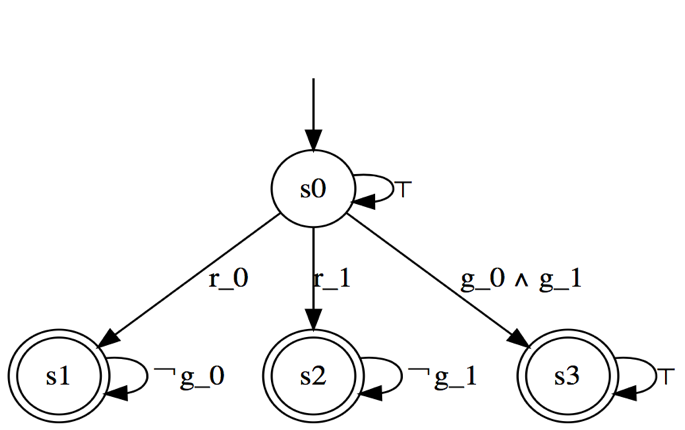 s0 ⊤
r_0 r_1 g_0 ∧ g_1
s1 ¬g_0 s2 ¬g_1 s3 ⊤